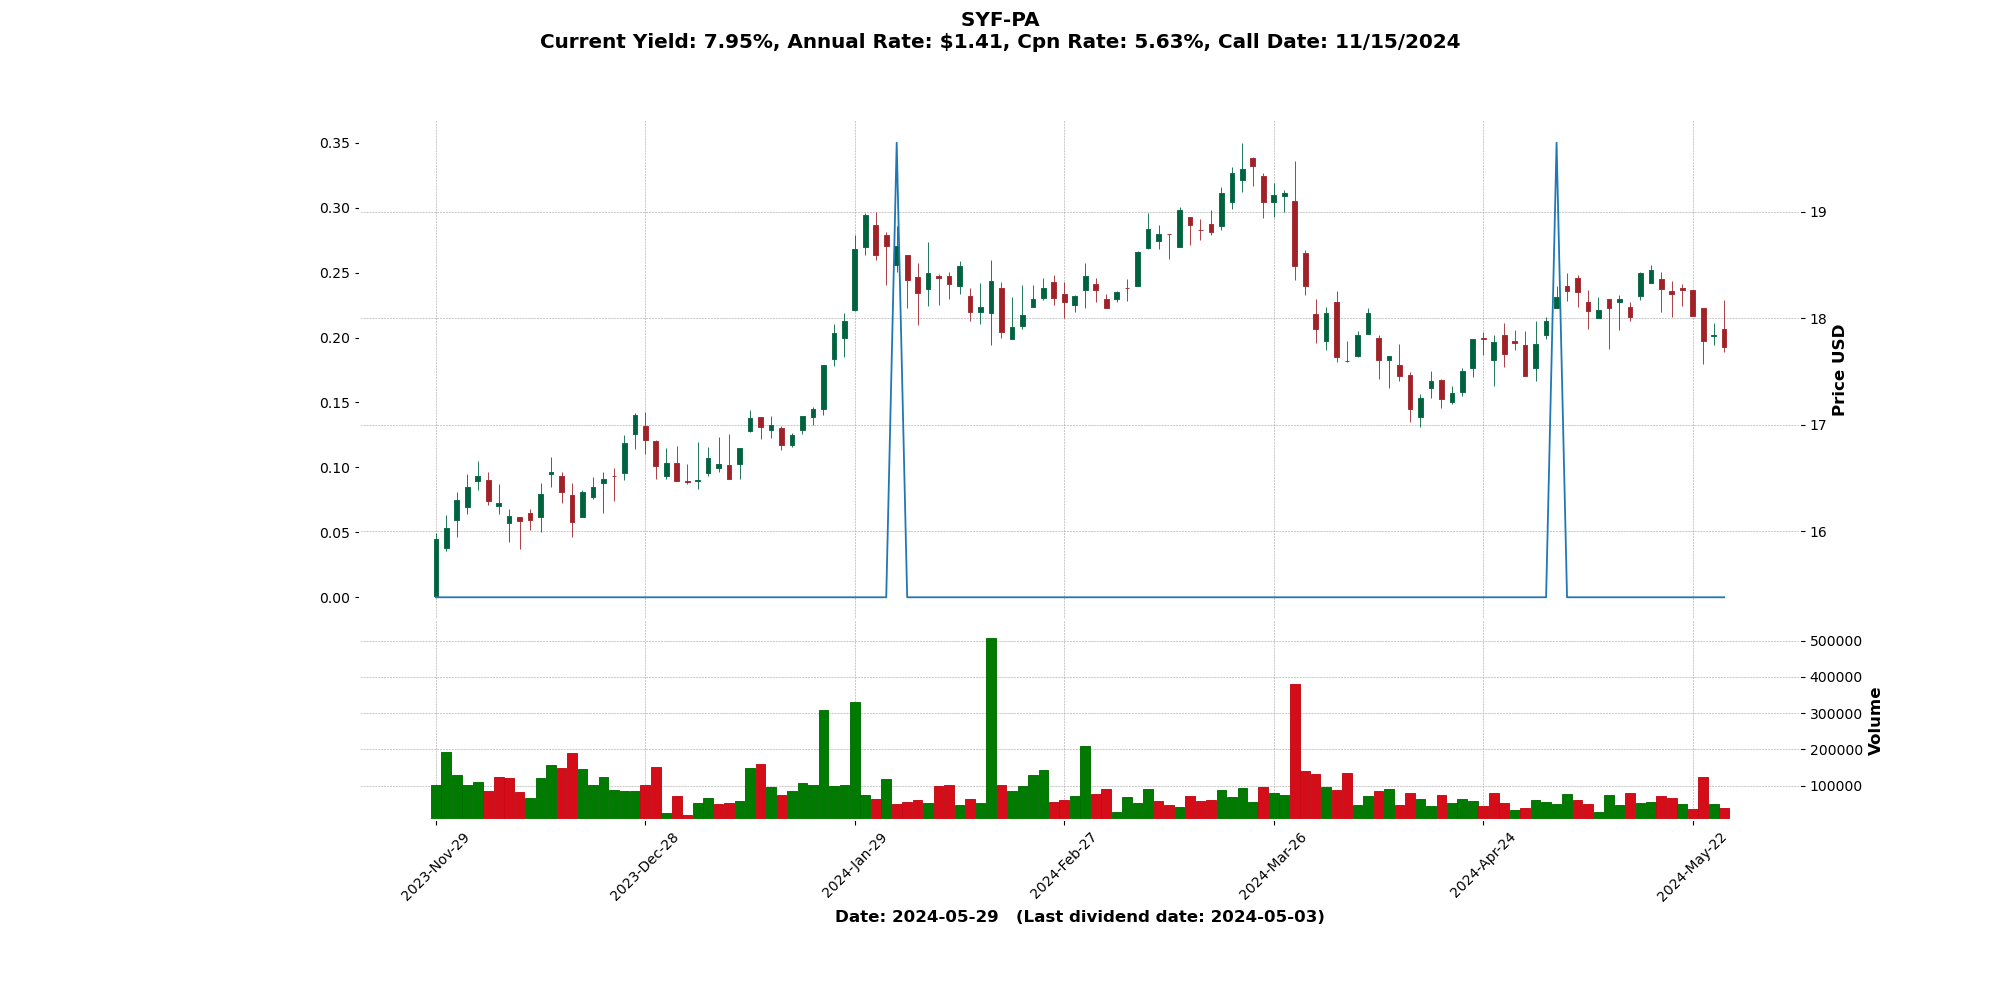 SYF-PA
Current Yield: 7.95%, Annual Rate: $1.41, Cpn Rate: 5.63%, Call Date: 11/15/2024
0.35
0.30
0.25
0.20
0.15
0.10
0.05
0.00
19
18
17
16
Price USD
500000
400000
300000
200000
100000
Volume
2023-Nov-29
2023-Dec-28
2024-Jan-29
2024-Feb-27
2024-Mar-26
2024-Apr-24
2024-May-22
Date: 2024-05-29 (Last dividend date: 2024-05-03)